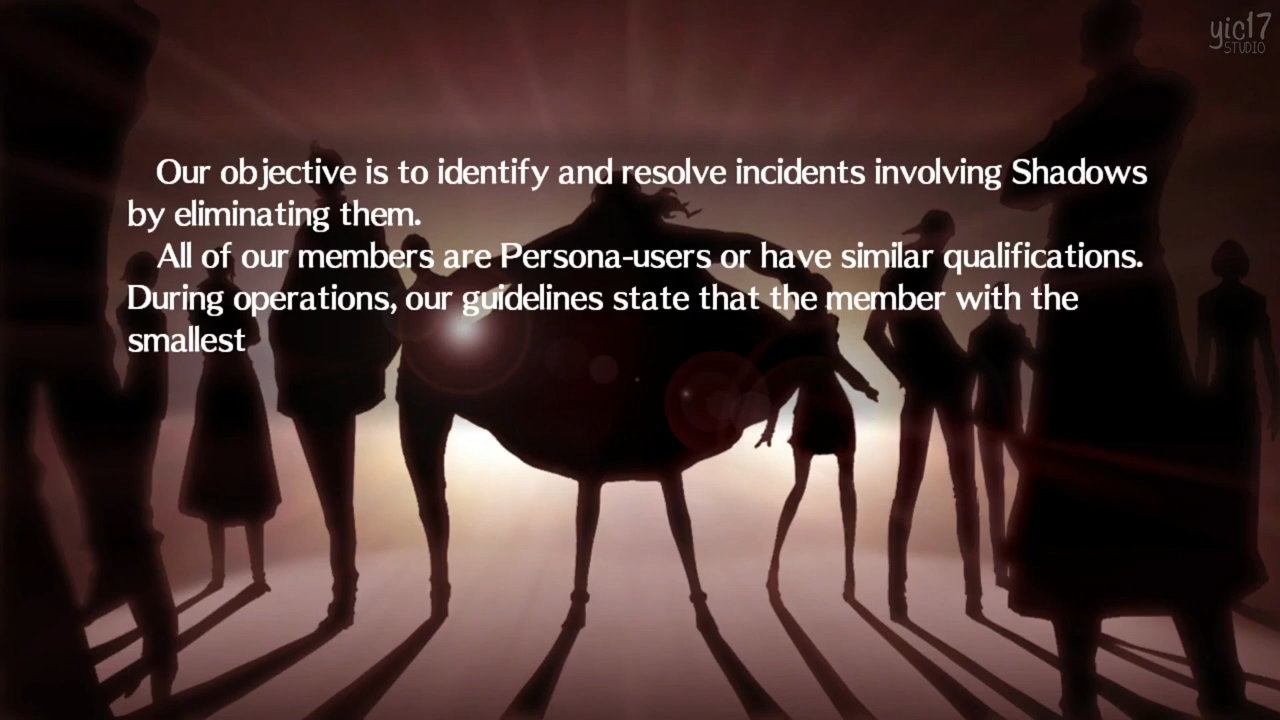 yic17
STUDIO
Our objective is to identify and resolve incidents involving Shadows
by eliminating them.
All of our members are Persona-users or have similar qualifications.
During operations, our guidelines state that the member with the
smallest